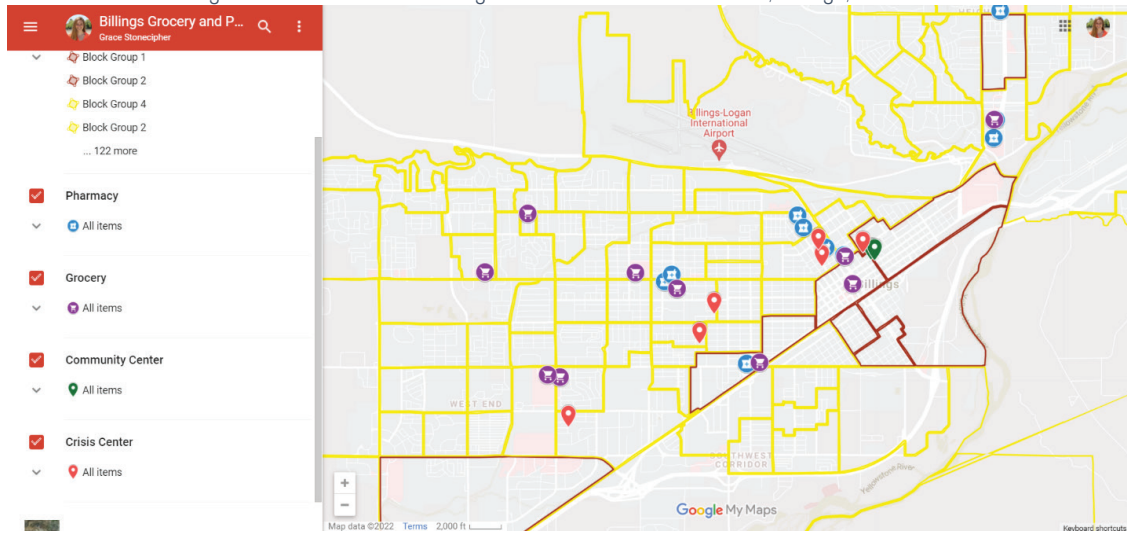 Billings Grocery and P...
Grace Stonecipher
Block Group 1
Block Group 2
Block Group 4
Block Group 2
... 122 more
Pharmacy
All items
Grocery
All items
Community Center
All items
Crisis Center
All items
Billings-Logan
International
Airport
Billings
WEST END
SOUTHWEST
CORRIDOR
Yellowstone River
Google My Maps
Map data ©2022 Terms 2,000 ft
Keyboard shortcuts